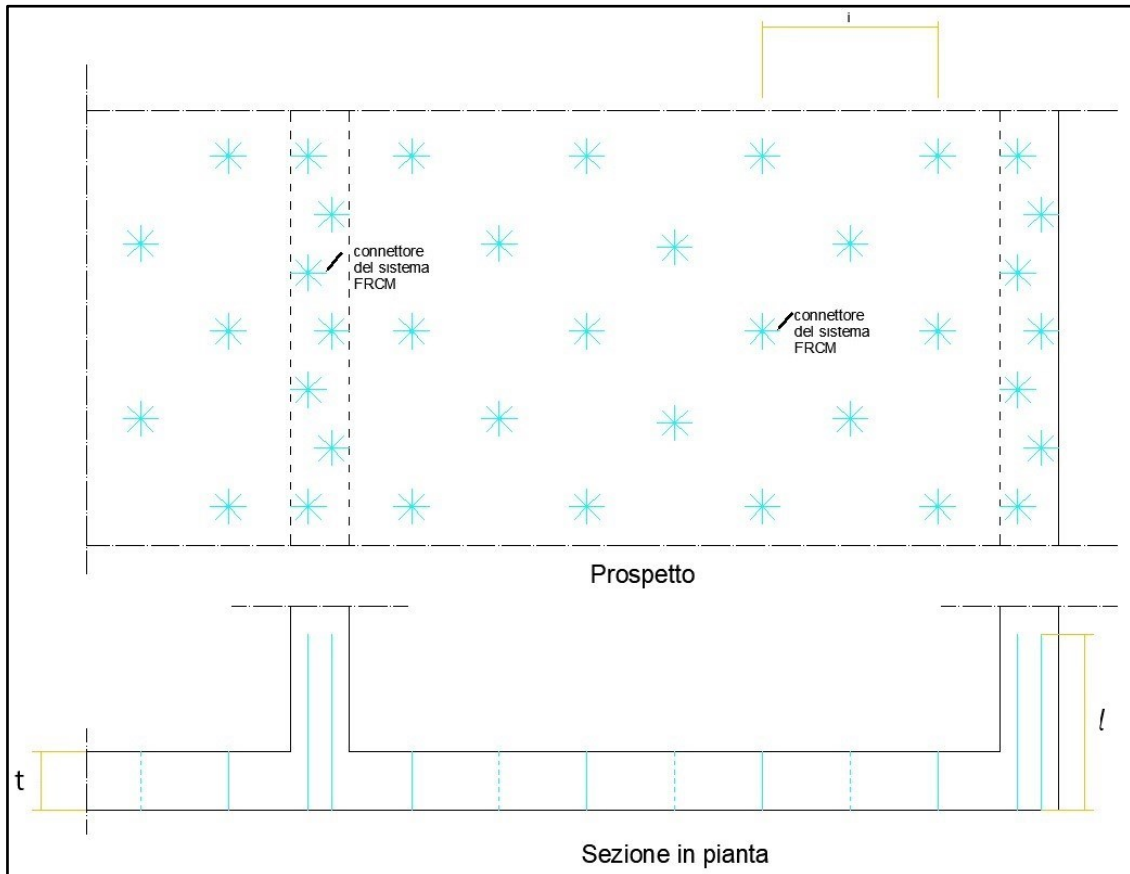 i
connettore
del sistema
FRCM
connettore
del sistema
FRCM
Prospetto
t
l
Sezione in pianta